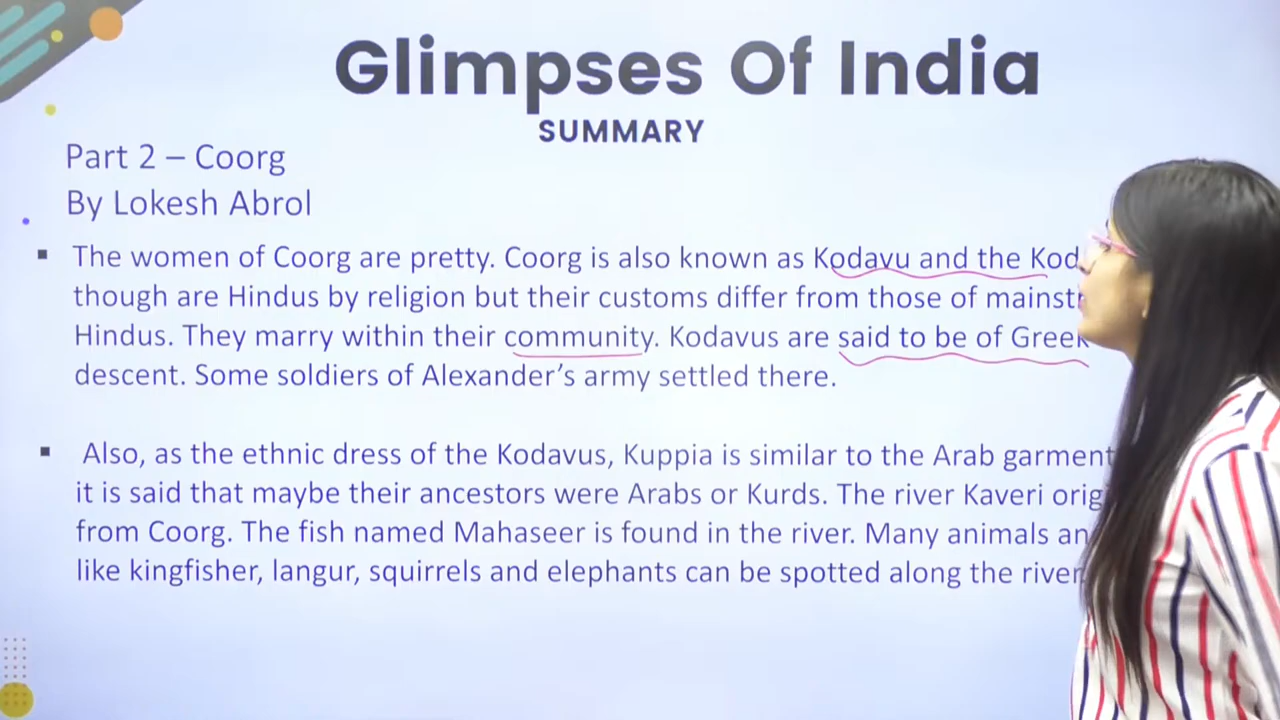 Glimpses Of India
SUMMARY
Part 2 – Coorg
By Lokesh Abrol
▪ The women of Coorg are pretty. Coorg is also known as Kodavu and the
though are Hindus by religion but their customs differ from those of
Hindus. They marry within their community. Kodavus are said to be of Greek
descent. Some soldiers of Alexander's army settled there.
▪ Also, as the ethnic dress of the Kodavus, Kuppia is similar to the Arab garment
it is said that maybe their ancestors were Arabs or Kurds. The river Kaveri
from Coorg. The fish named Mahaseer is found in the river. Many animals
like kingfisher, langur, squirrels and elephants can be spotted along the river